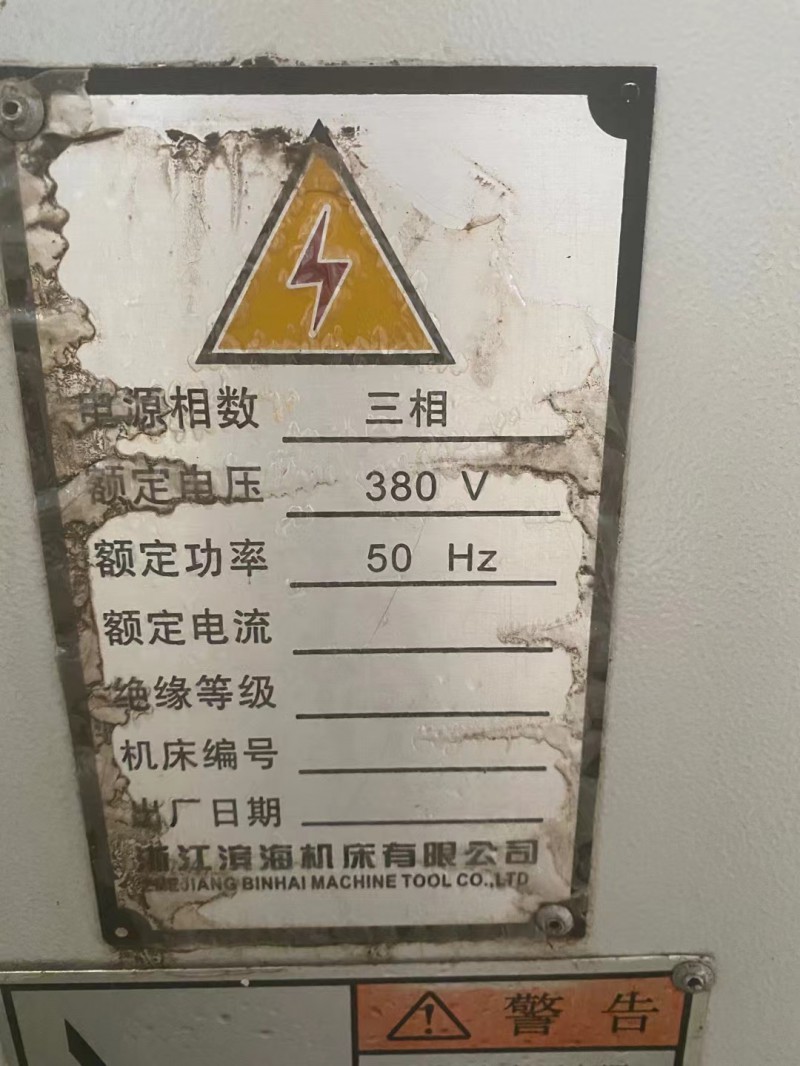 电源相数 三相
额定电压 380 V
额定功率 50 Hz
额定电流
绝缘等级
机床编号
出厂日期
浙江滨海机床有限公司
ZHEJIANG BINHAI MACHINE TOOL CO.,LTD
警告